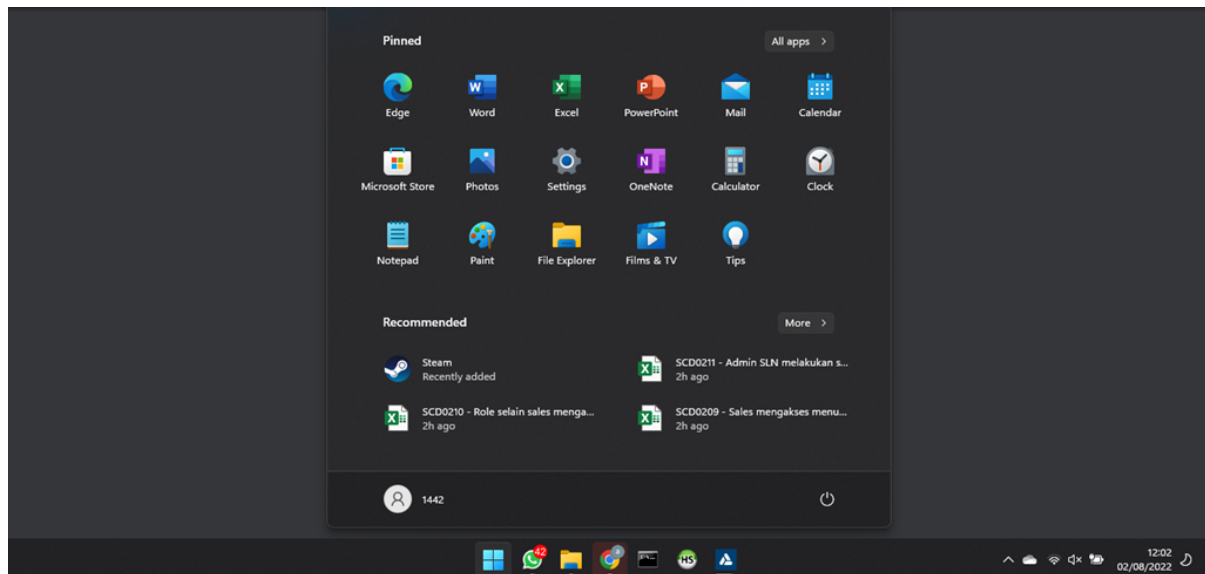 Pinned
All apps >
Edge Word Excel PowerPoint Mail Calendar
Microsoft Store Photos Settings OneNote Calculator Clock
Notepad Paint File Explorer Films & TV Tips
Recommended
More >
Steam
Recently added
SCD0211 - Admin SLN melakukan s...
2h ago
SCD0210 - Role selain sales menga...
2h ago
SCD0209 - Sales mengakses menu...
2h ago
1442
42
HS
12:02
02/08/2022